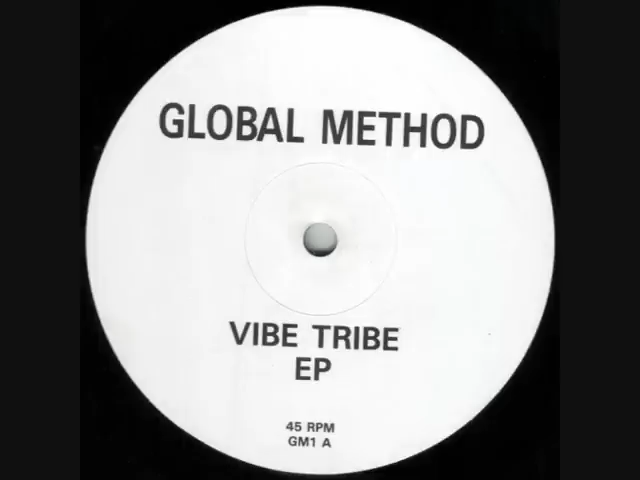 GLOBAL METHOD
VIBE TRIBE
EP
45 RPM
GM1 A